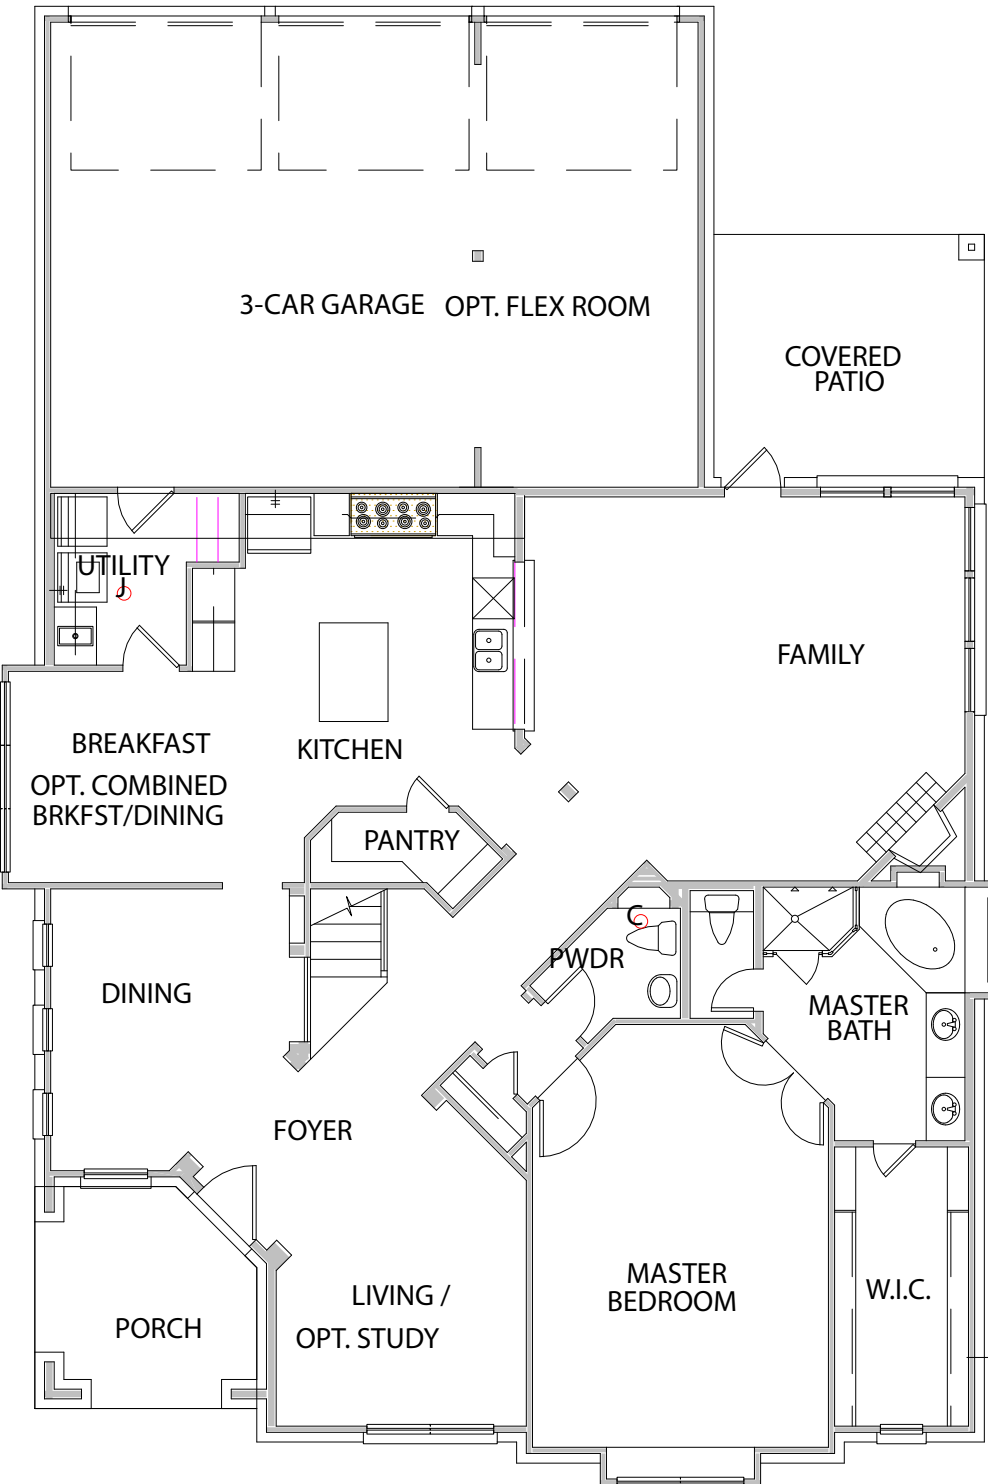 3-CAR GARAGE OPT. FLEX ROOM
COVERED
PATIO
UTILITY
J
FAMILY
BREAKFAST
KITCHEN
OPT. COMBINED
BRKFST/DINING
PANTRY
C
PWDR
DINING
MASTER
BATH
FOYER
MASTER
BEDROOM
W.I.C.
LIVING /
OPT. STUDY
PORCH